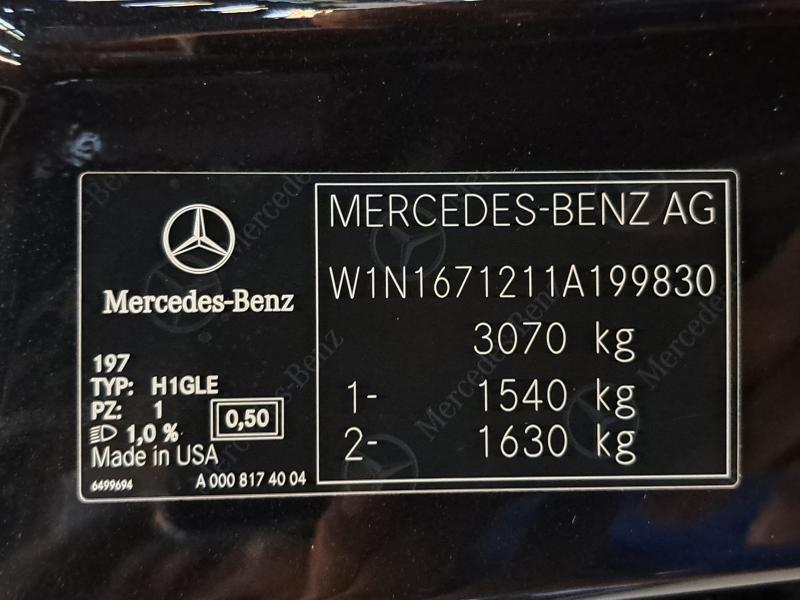 Mercedes-Benz
197
TYP: H1GLE
PZ: 1
1,0 %
0,50
Made in USA
6499694
A 000 817 40 04
MERCEDES-BENZ AG
W1N1671211A199830
3070 kg
1- 1540 kg
2- 1630 kg